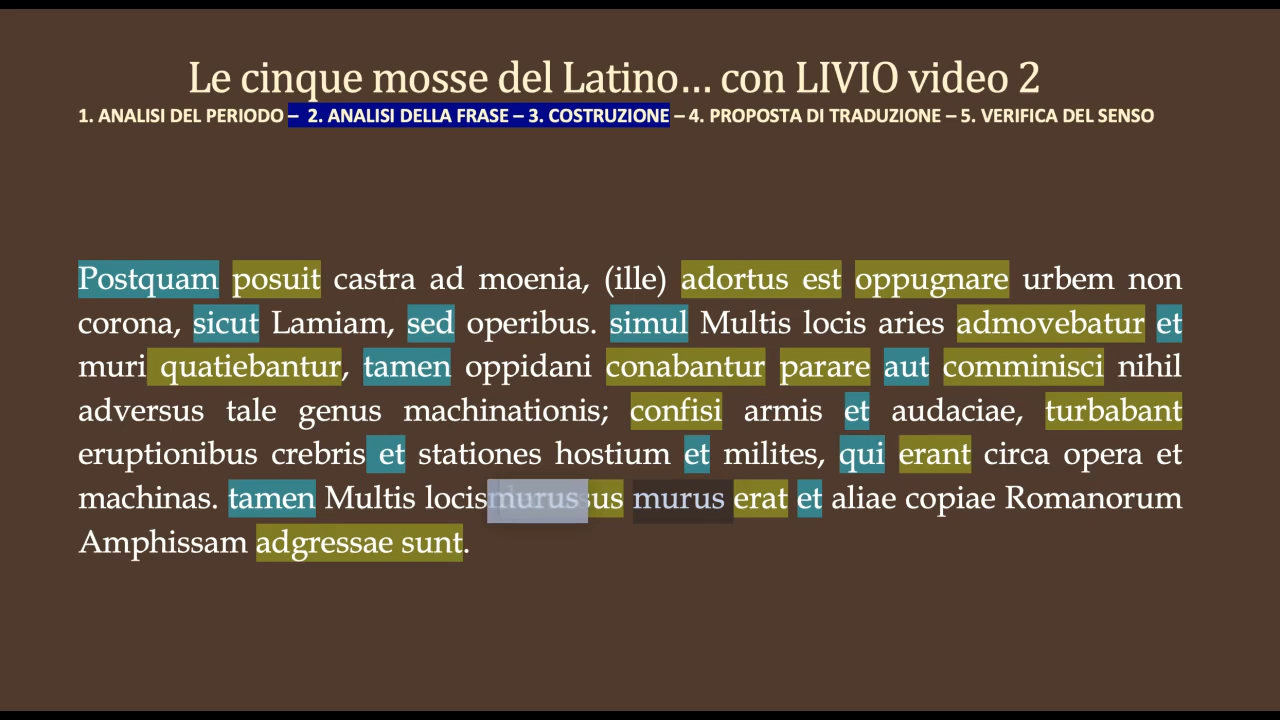 Le cinque mosse del Latino… con LIVIO video 2
1. ANALISI DEL PERIODO – 2. ANALISI DELLA FRASE – 3. COSTRUZIONE – 4. PROPOSTA DI TRADUZIONE – 5. VERIFICA DEL SENSO
Postquam posuit castra ad moenia, (ille) adortus est oppugnare urbem non
corona, sicut Lamiam, sed operibus. simul Multis locis aries admovebatur et
muri quatiebantur, tamen oppidani conabantur parare aut comminisci nihil
adversus tale genus machinationis; confisi armis et audaciae, turbabant
eruptionibus crebris et stationes hostium et milites, qui erant circa opera et
machinas. tamen Multis locis murus murus erat et aliae copiae Romanorum
Amphissam adgressae sunt.